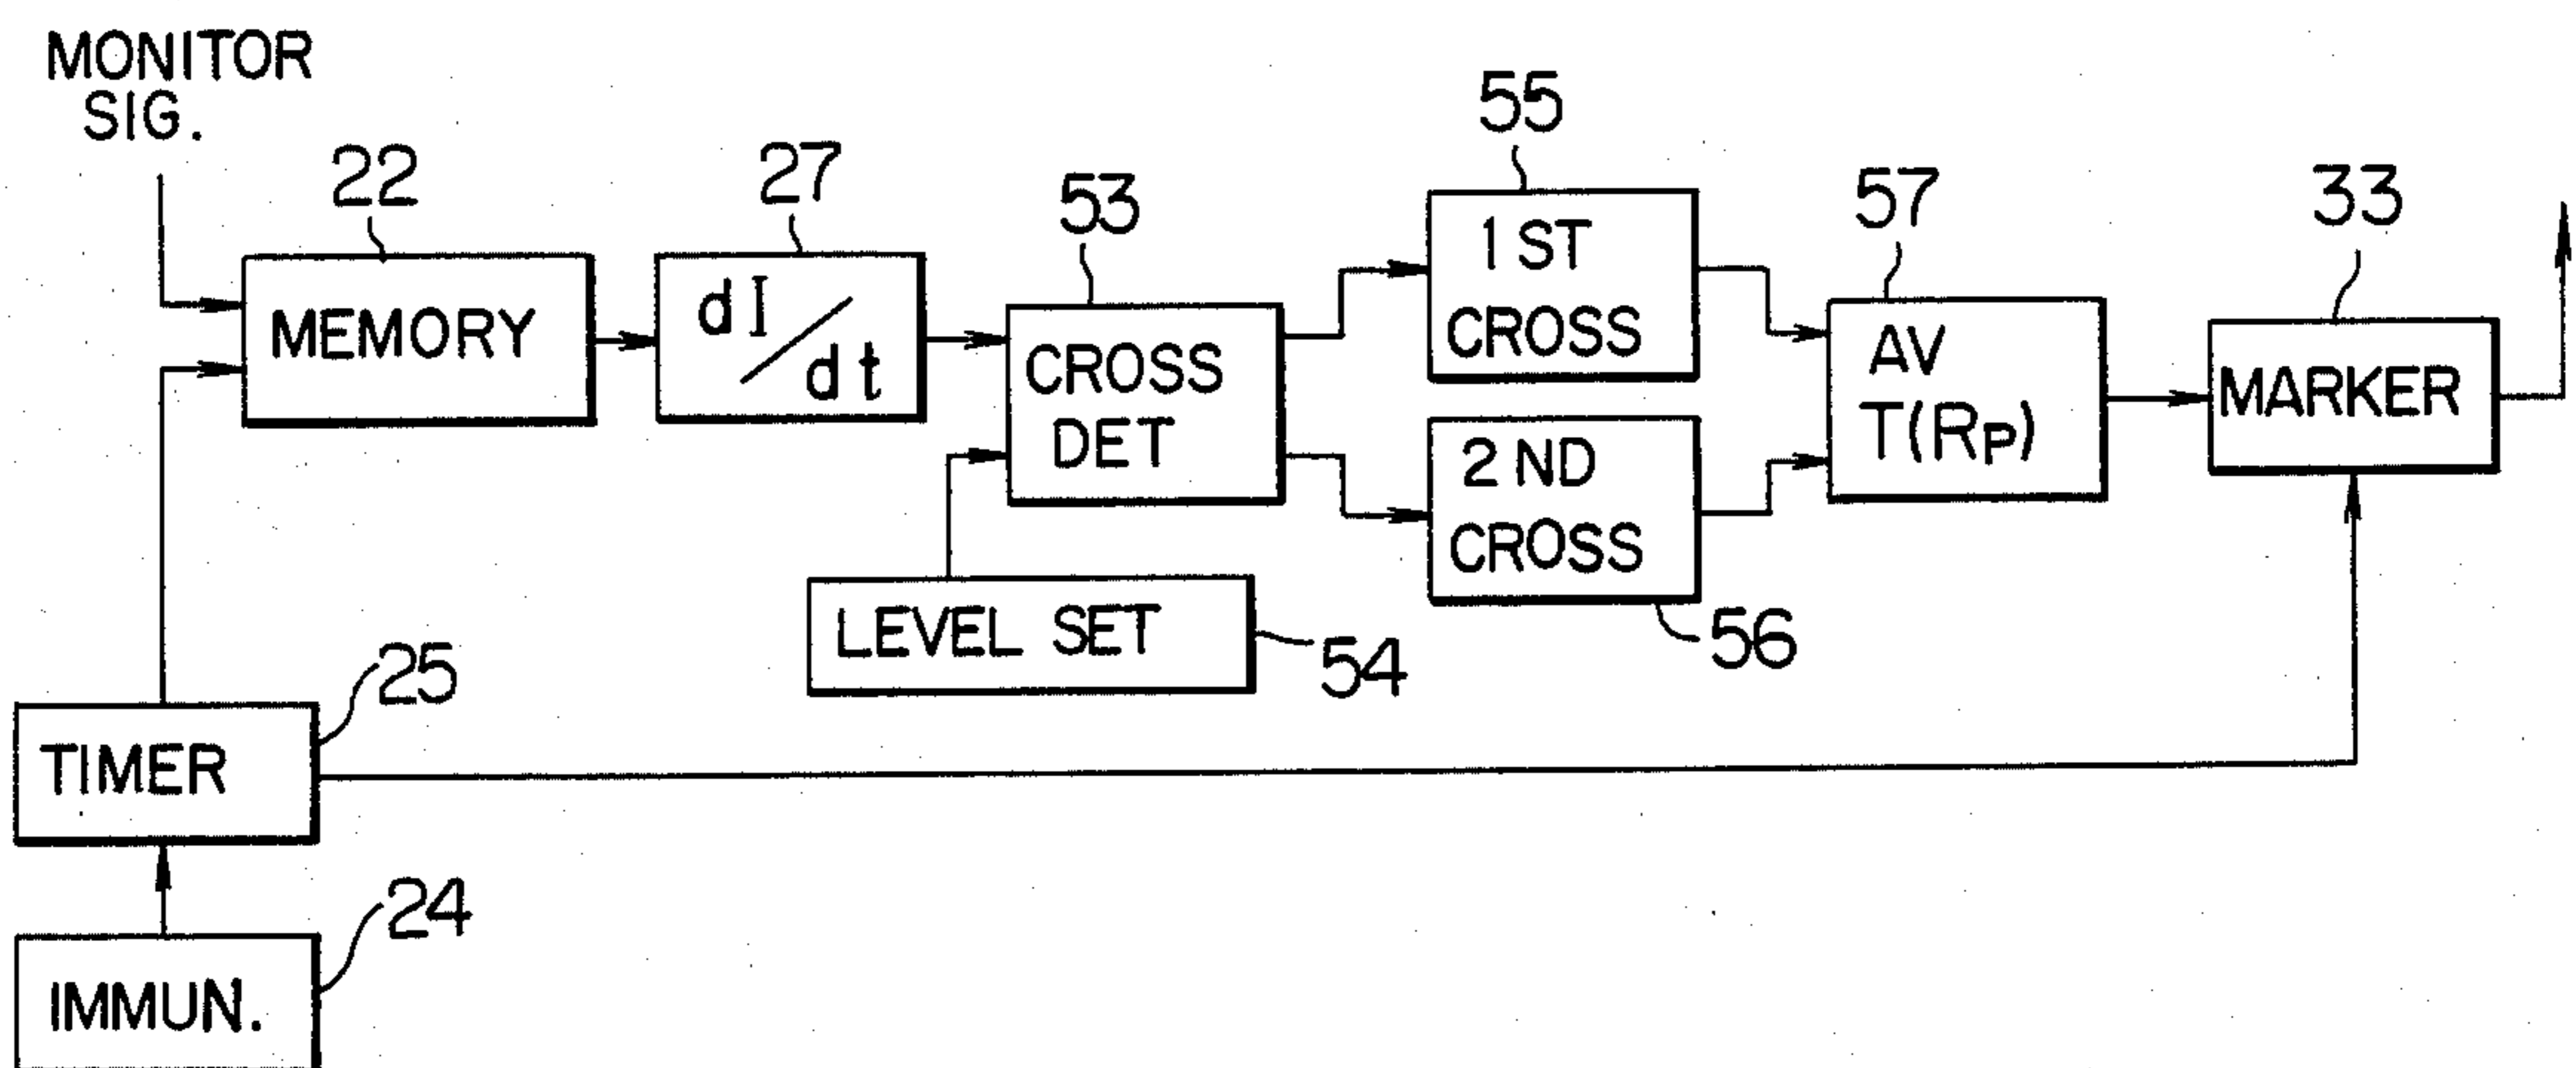 MONITOR
SIG.
22
MEMORY
27
dI/dt
53
CROSS
DET
LEVEL SET
54
55
1 ST
CROSS
2 ND
CROSS
56
57
AV
T(RP)
33
MARKER
25
TIMER
24
IMMUN.